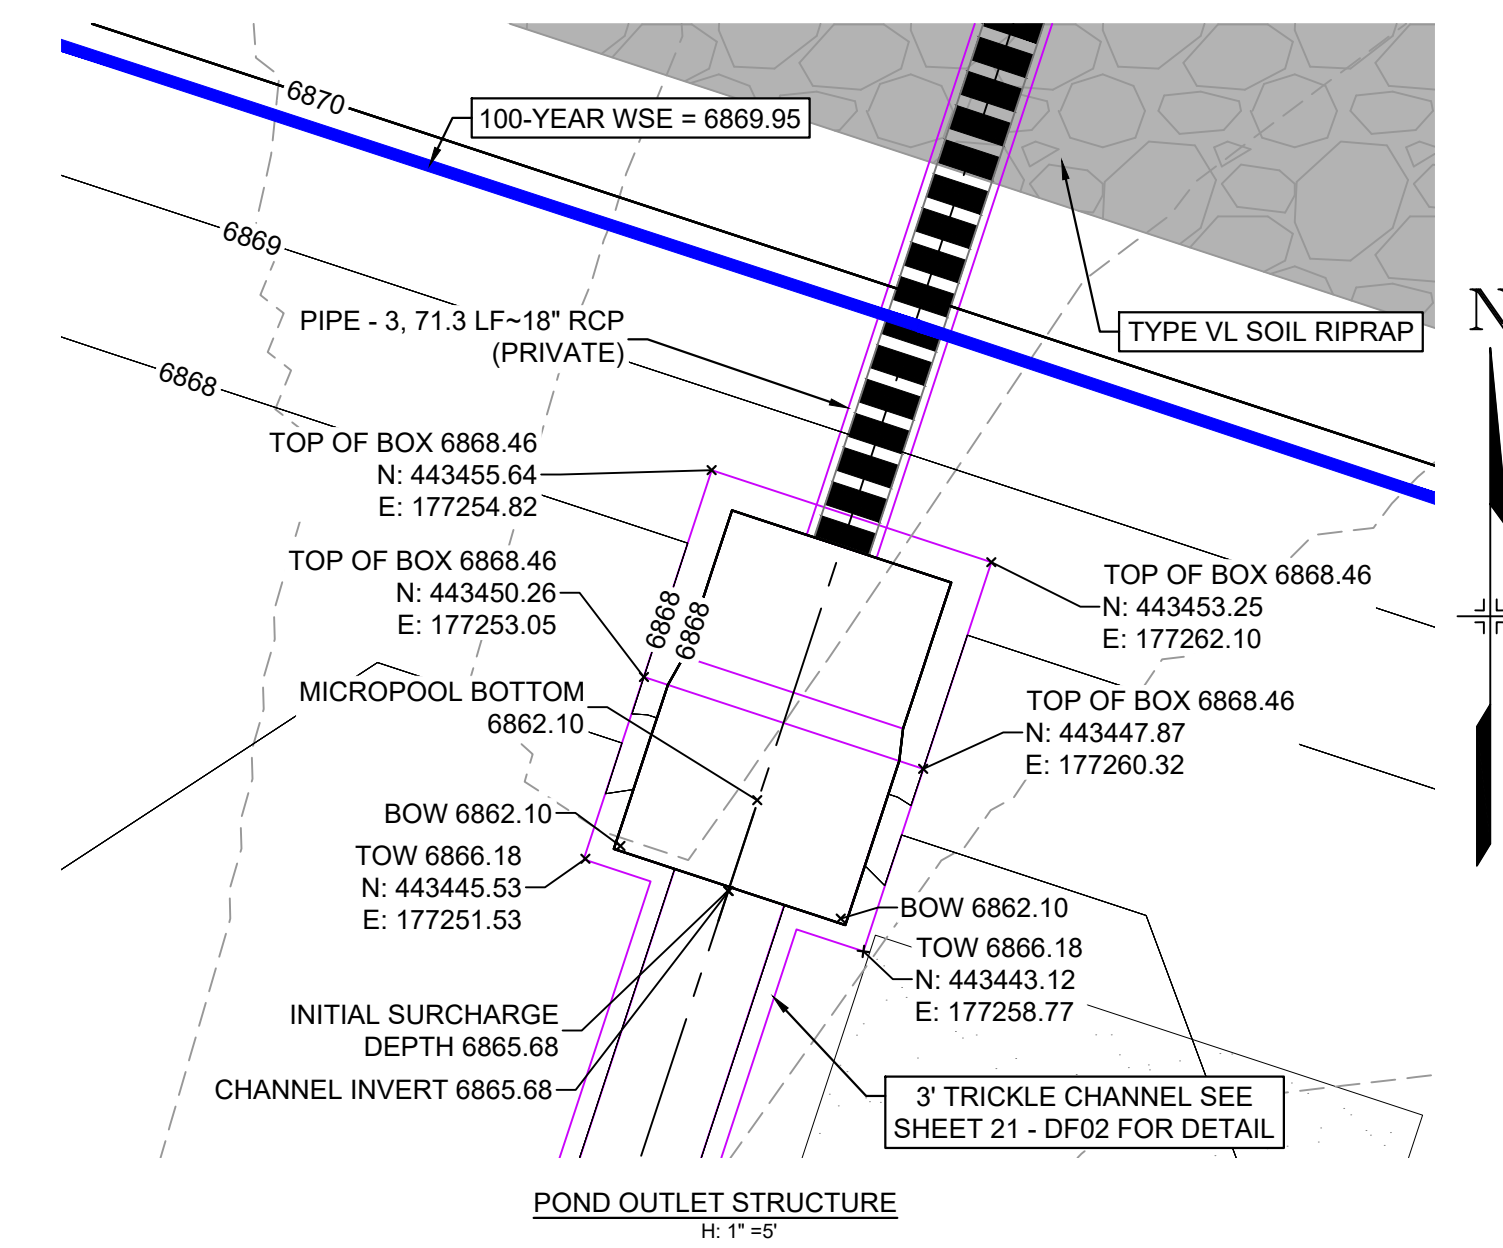 6870
100-YEAR WSE = 6869.95
6869
PIPE - 3, 71.3 LF~18" RCP
(PRIVATE)
TYPE VL SOIL RIPRAP
N
6868
TOP OF BOX 6868.46
N: 443455.64
E: 177254.82
TOP OF BOX 6868.46
N: 443450.26
E: 177253.05
6868
6868
TOP OF BOX 6868.46
N: 443453.25
E: 177262.10
MICROPOOL BOTTOM
6862.10
TOP OF BOX 6868.46
N: 443447.87
E: 177260.32
BOW 6862.10
TOW 6866.18
N: 443445.53
E: 177251.53
BOW 6862.10
TOW 6866.18
N: 443443.12
E: 177258.77
INITIAL SURCHARGE
DEPTH 6865.68
CHANNEL INVERT 6865.68
3' TRICKLE CHANNEL SEE
SHEET 21 - DF02 FOR DETAIL
POND OUTLET STRUCTURE
H: 1" =5'